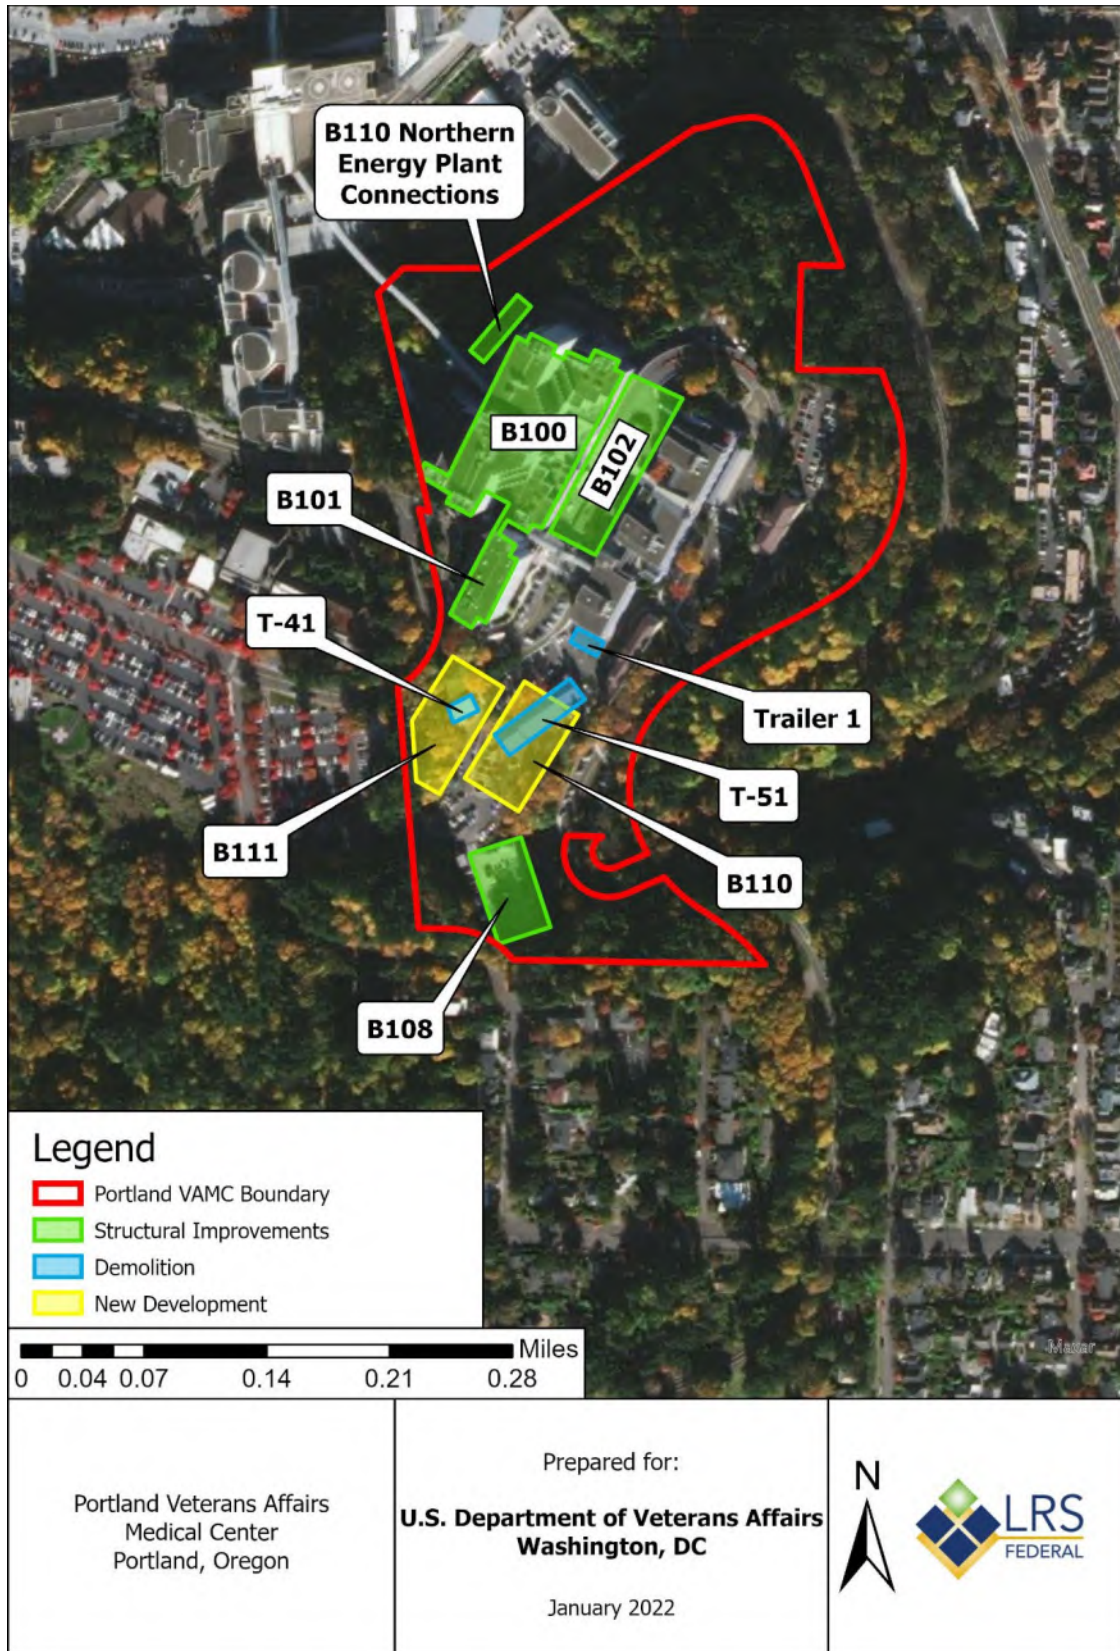 B110 Northern
Energy Plant
Connections
B100
B102
B101
T-41
Trailer 1
T-51
B111
B110
B108
Legend
Portland VAMC Boundary
Structural Improvements
Demolition
New Development
Miles
0 0.04 0.07 0.14 0.21 0.28
Portland Veterans Affairs
Medical Center
Portland, Oregon
Prepared for:
U.S. Department of Veterans Affairs
Washington, DC
January 2022
N
LRS
FEDERAL